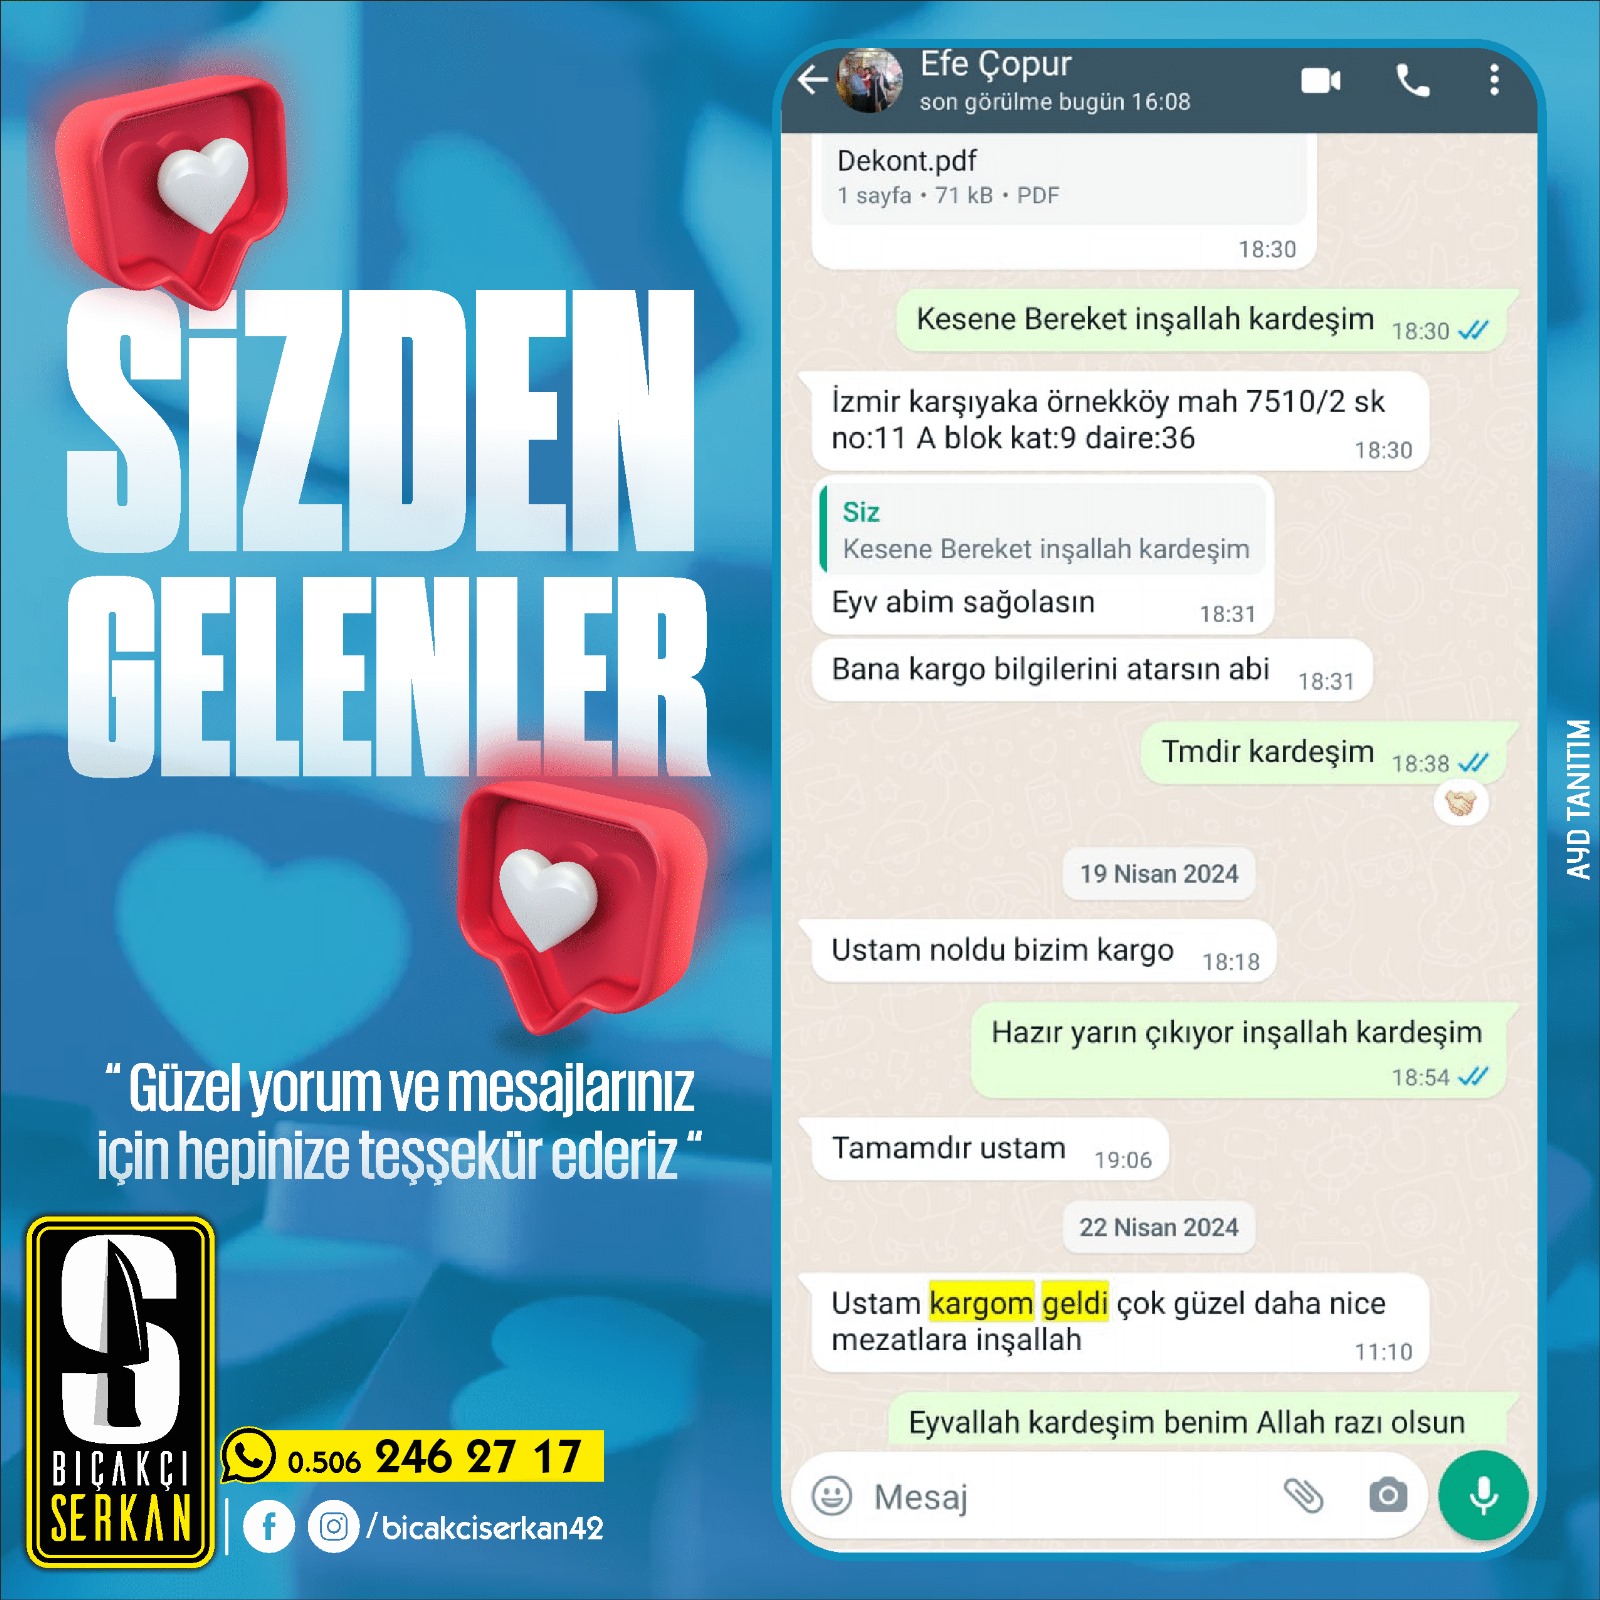 SiZDEN
GELENLER
“ Güzel yorum ve mesajlarınız
için hepinize teşşekür ederiz “
S
BIÇAKÇI
SERKAN
0.506 246 27 17
f /bicakciserkan42
Efe Çopur
son görülme bugün 16:08
Dekont.pdf
1 sayfa • 71 kB • PDF
18:30
Kesene Bereket inşallah kardeşim 18:30
İzmir karşıyaka örnekköy mah 7510/2 sk
no:11 A blok kat:9 daire:36 18:30
Siz
Kesene Bereket inşallah kardeşim
Eyv abim sağolasın 18:31
Bana kargo bilgilerini atarsın abi 18:31
Tmdir kardeşim 18:38
19 Nisan 2024
Ustam noldu bizim kargo 18:18
Hazır yarın çıkıyor inşallah kardeşim
18:54
Tamamdır ustam 19:06
22 Nisan 2024
Ustam kargom geldi çok güzel daha nice
mezatlara inşallah 11:10
Eyvallah kardeşim benim Allah razı olsun
Mesaj
AYD TANITIM